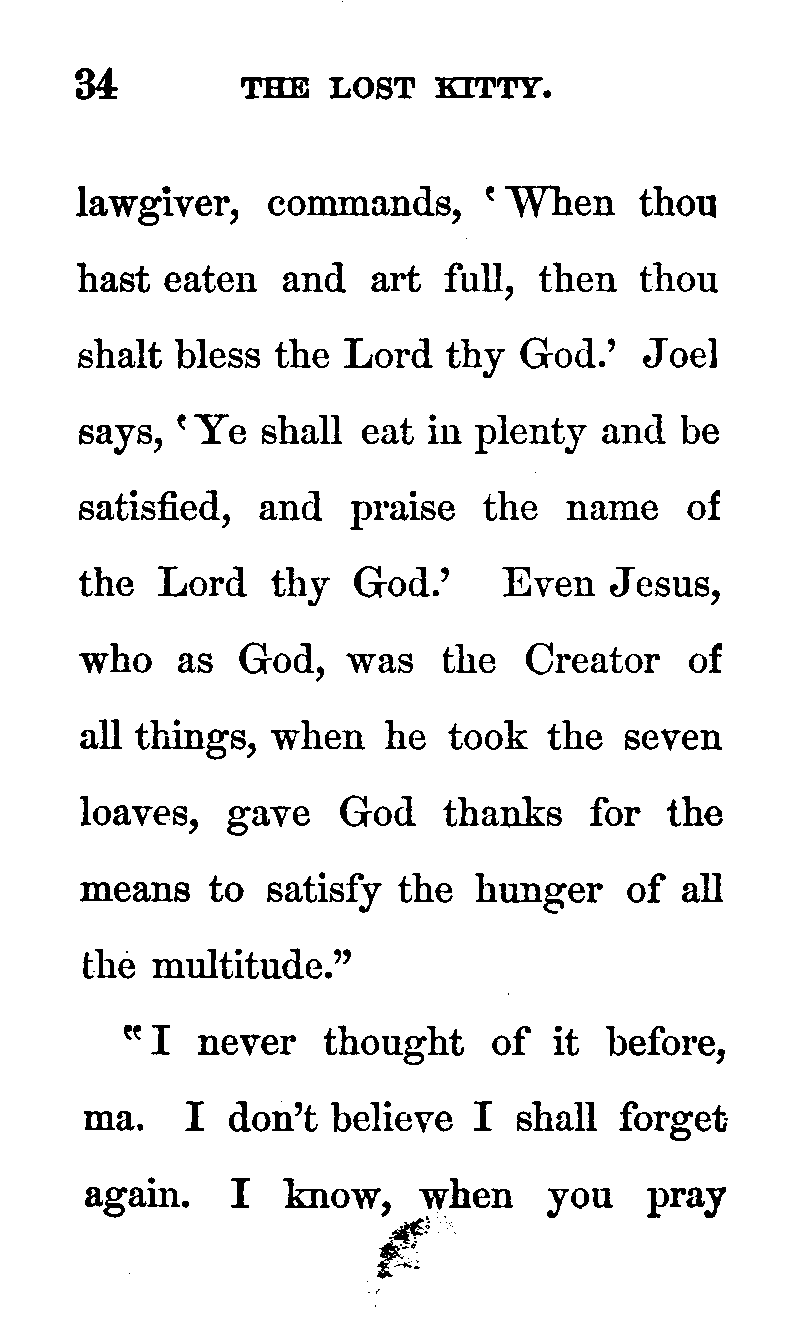 34 THE LOST KITTY.
lawgiver, commands, ‘When thou
hast eaten and art full, then thou
shalt bless the Lord thy God.’ Joel
says, ‘Ye shall eat in plenty and be
satisfied, and praise the name of
the Lord thy God.’ Even Jesus,
who as God, was the Creator of
all things, when he took the seven
loaves, gave God thanks for the
means to satisfy the hunger of all
the multitude.”
“I never thought of it before,
ma. I don’t believe I shall forget
again. I know, when you pray